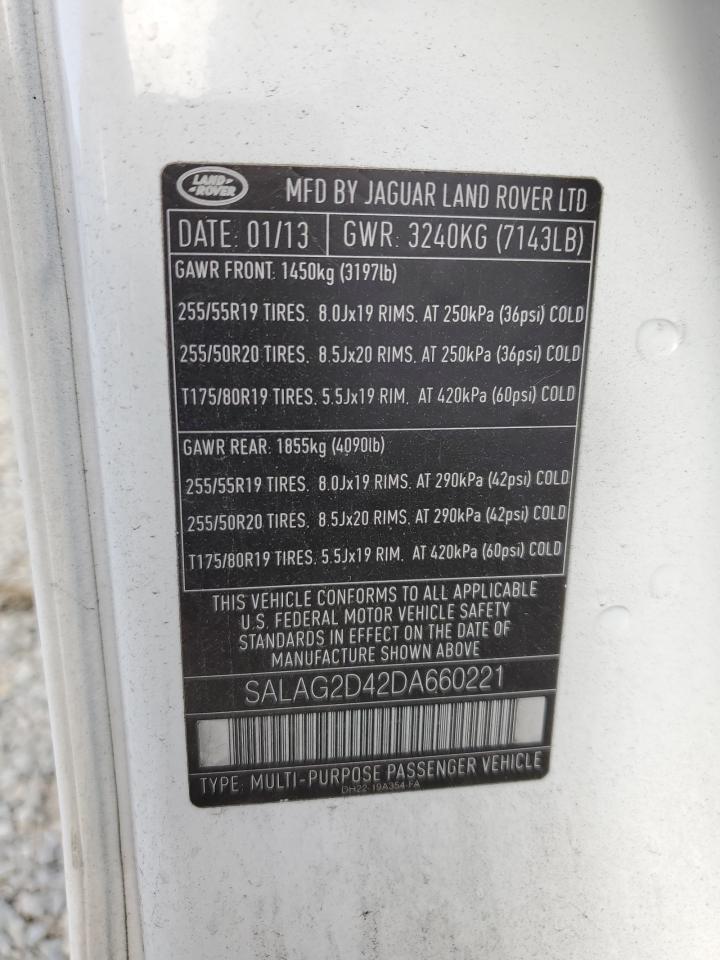 LAND ROVER
MFD BY JAGUAR LAND ROVER LTD
DATE: 01/13 GWR: 3240KG (7143LB)
GAWR FRONT: 1450kg (3197lb)
255/55R19 TIRES. 8.0Jx19 RIMS. AT 250kPa (36psi) COLD
255/50R20 TIRES. 8.5Jx20 RIMS. AT 250kPa (36psi) COLD
T175/80R19 TIRES. 5.5Jx19 RIM. AT 420kPa (60psi) COLD
GAWR REAR: 1855kg (4090lb)
255/55R19 TIRES. 8.0Jx19 RIMS. AT 290kPa (42psi) COLD
255/50R20 TIRES. 8.5Jx20 RIMS. AT 290kPa (42psi) COLD
T175/80R19 TIRES. 5.5Jx19 RIM. AT 420kPa (60psi) COLD
THIS VEHICLE CONFORMS TO ALL APPLICABLE
U.S. FEDERAL MOTOR VEHICLE SAFETY
STANDARDS IN EFFECT ON THE DATE OF
MANUFACTURE SHOWN ABOVE
SALAG2D42DA660221
TYPE: MULTI-PURPOSE PASSENGER VEHICLE
DH22-19A354-FA